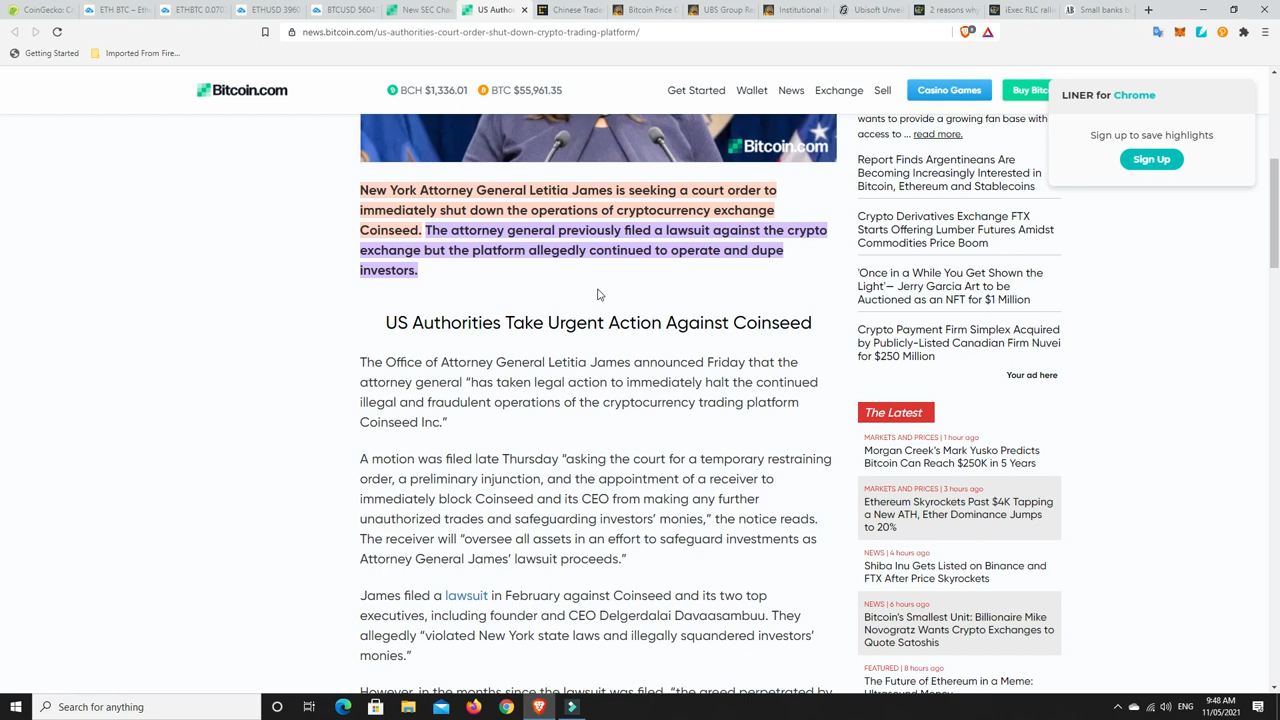 CoinGecko: C
ETH BTC – E
ETHBTC 0.070
ETHUSD 3960
BTCUSD 5604
New SEC Chai
US Autho
Chinese Trade
Bitcoin Price C
UBS Group Re
Institutional In
Ubisoft Unveil
2 reasons why
iExec RLC rallie
Small banks b
news.bitcoin.com/us-authorities-court-order-shut-down-crypto-trading-platform/
Getting Started
Imported From Fire...
Bitcoin.com
BCH $1,336.01
BTC $55,961.35
Get Started
Wallet
News
Exchange
Sell
Casino Games
Buy Bitc
LINER for Chrome
Sign up to save highlights
Sign Up
Bitcoin.com
New York Attorney General Letitia James is seeking a court order to
immediately shut down the operations of cryptocurrency exchange
Coinseed. The attorney general previously filed a lawsuit against the crypto
exchange but the platform allegedly continued to operate and dupe
investors.
US Authorities Take Urgent Action Against Coinseed
The Office of Attorney General Letitia James announced Friday that the
attorney general “has taken legal action to immediately halt the continued
illegal and fraudulent operations of the cryptocurrency trading platform
Coinseed Inc.”
A motion was filed late Thursday “asking the court for a temporary restraining
order, a preliminary injunction, and the appointment of a receiver to
immediately block Coinseed and its CEO from making any further
unauthorized trades and safeguarding investors’ monies,” the notice reads.
The receiver will “oversee all assets in an effort to safeguard investments as
Attorney General James’ lawsuit proceeds.”
James filed a lawsuit in February against Coinseed and its two top
executives, including founder and CEO Delgerdalai Davaasambuu. They
allegedly “violated New York state laws and illegally squandered investors’
monies.”
However, in the months since the lawsuit was filed, “the greed perpetrated by
wants to provide a growing fan base with
access to ... read more.
Report Finds Argentineans Are
Becoming Increasingly Interested in
Bitcoin, Ethereum and Stablecoins
Crypto Derivatives Exchange FTX
Starts Offering Lumber Futures Amidst
Commodities Price Boom
'Once in a While You Get Shown the
Light'— Jerry Garcia Art to be
Auctioned as an NFT for $1 Million
Crypto Payment Firm Simplex Acquired
by Publicly-Listed Canadian Firm Nuvei
for $250 Million
Your ad here
The Latest
MARKETS AND PRICES | 1 hour ago
Morgan Creek’s Mark Yusko Predicts
Bitcoin Can Reach $250K in 5 Years
MARKETS AND PRICES | 3 hours ago
Ethereum Skyrockets Past $4K Tapping
a New ATH, Ether Dominance Jumps
to 20%
NEWS | 4 hours ago
Shiba Inu Gets Listed on Binance and
FTX After Price Skyrockets
NEWS | 6 hours ago
Bitcoin’s Smallest Unit: Billionaire Mike
Novogratz Wants Crypto Exchanges to
Quote Satoshis
FEATURED | 8 hours ago
The Future of Ethereum in a Meme:
Ultrasound Money
Search for anything
ENG
9:48 AM
11/05/2021